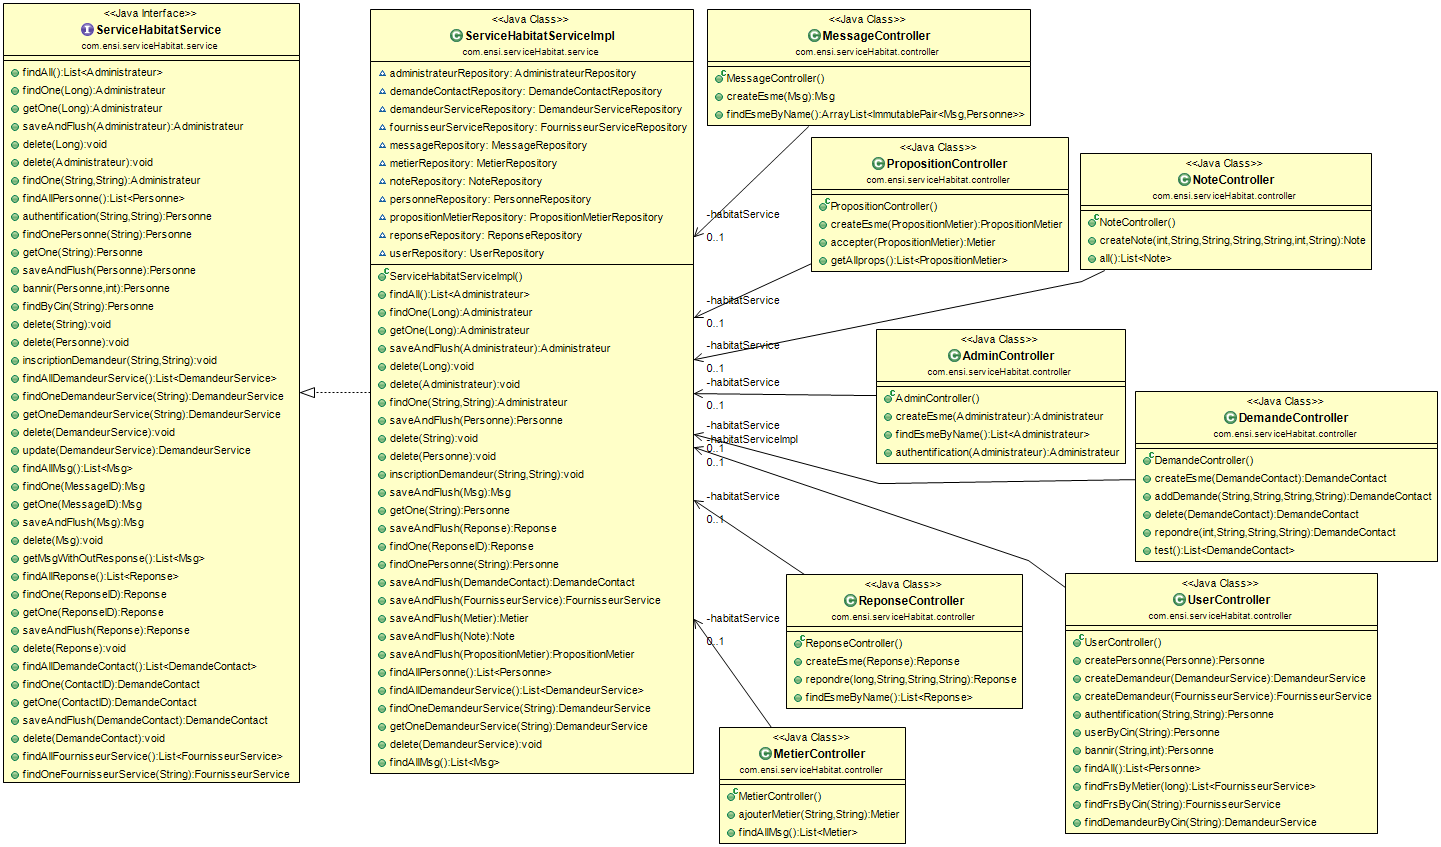 <<Java Interface>>
ServiceHabitatService
com.ensi.serviceHabitat.service
findAll():List<Administrateur>
findOne(Long):Administrateur
getOne(Long):Administrateur
saveAndFlush(Administrateur):Administrateur
delete(Long):void
delete(Administrateur):void
findOne(String,String):Administrateur
findAllPersonne():List<Personne>
authentification(String,String):Personne
findOnePersonne(String):Personne
getOne(String):Personne
saveAndFlush(Personne):Personne
bannir(Personne,int):Personne
findByCin(String):Personne
delete(String):void
delete(Personne):void
inscriptionDemandeur(String,String):void
findAllDemandeurService():List<DemandeurService>
findOneDemandeurService(String):DemandeurService
getOneDemandeurService(String):DemandeurService
delete(DemandeurService):void
update(DemandeurService):DemandeurService
findAllMsg():List<Msg>
findOne(MessageID):Msg
getOne(MessageID):Msg
saveAndFlush(Msg):Msg
delete(Msg):void
getMsgWithOutResponse():List<Msg>
findAllReponse():List<Reponse>
findOne(ReponseID):Reponse
getOne(ReponseID):Reponse
saveAndFlush(Reponse):Reponse
delete(Reponse):void
findAllDemandeContact():List<DemandeContact>
findOne(ContactID):DemandeContact
getOne(ContactID):DemandeContact
saveAndFlush(DemandeContact):DemandeContact
delete(DemandeContact):void
findAllFournisseurService():List<FournisseurService>
findOneFournisseurService(String):FournisseurService
<<Java Class>>
ServiceHabitatServiceImpl
com.ensi.serviceHabitat.service
administrateurRepository: AdministrateurRepository
demandeContactRepository: DemandeContactRepository
demandeurServiceRepository: DemandeurServiceRepository
fournisseurServiceRepository: FournisseurServiceRepository
messageRepository: MessageRepository
metierRepository: MetierRepository
noteRepository: NoteRepository
personneRepository: PersonneRepository
propositionMetierRepository: PropositionMetierRepository
reponseRepository: ReponseRepository
userRepository: UserRepository
ServiceHabitatServiceImpl()
findAll():List<Administrateur>
findOne(Long):Administrateur
getOne(Long):Administrateur
saveAndFlush(Administrateur):Administrateur
delete(Long):void
delete(Administrateur):void
findOne(String,String):Administrateur
saveAndFlush(Personne):Personne
delete(String):void
delete(Personne):void
inscriptionDemandeur(String,String):void
saveAndFlush(Msg):Msg
getOne(String):Personne
saveAndFlush(Reponse):Reponse
findOne(ReponseID):Reponse
findOnePersonne(String):Personne
saveAndFlush(DemandeContact):DemandeContact
saveAndFlush(FournisseurService):FournisseurService
saveAndFlush(Metier):Metier
saveAndFlush(Note):Note
saveAndFlush(PropositionMetier):PropositionMetier
findAllPersonne():List<Personne>
findAllDemandeurService():List<DemandeurService>
findOneDemandeurService(String):DemandeurService
getOneDemandeurService(String):DemandeurService
delete(DemandeurService):void
findAllMsg():List<Msg>
<<Java Class>>
MessageController
com.ensi.serviceHabitat.controller
MessageController()
createEsme(Msg):Msg
findEsmeByName():ArrayList<ImmutablePair<Msg,Personne>>
<<Java Class>>
PropositionController
com.ensi.serviceHabitat.controller
PropositionController()
createEsme(PropositionMetier):PropositionMetier
accepter(PropositionMetier):Metier
getAllprops():List<PropositionMetier>
<<Java Class>>
NoteController
com.ensi.serviceHabitat.controller
NoteController()
createNote(int,String,String,String,String,int,String):Note
all():List<Note>
-habitatService
0..1
-habitatService
0..1
-habitatService
0..1
-habitatService
0..1
-habitatService
-habitatServiceImpl
0..1
0..1
-habitatService
0..1
-habitatService
0..1
<<Java Class>>
AdminController
com.ensi.serviceHabitat.controller
AdminController()
createEsme(Administrateur):Administrateur
findEsmeByName():List<Administrateur>
authentification(Administrateur):Administrateur
<<Java Class>>
DemandeController
com.ensi.serviceHabitat.controller
DemandeController()
createEsme(DemandeContact):DemandeContact
addDemande(String,String,String,String):DemandeContact
delete(DemandeContact):DemandeContact
repondre(int,String,String,String):DemandeContact
test():List<DemandeContact>
<<Java Class>>
ReponseController
com.ensi.serviceHabitat.controller
ReponseController()
createEsme(Reponse):Reponse
repondre(long,String,String,String):Reponse
findEsmeByName():List<Reponse>
<<Java Class>>
UserController
com.ensi.serviceHabitat.controller
UserController()
createPersonne(Personne):Personne
createDemandeur(DemandeurService):DemandeurService
createDemandeur(FournisseurService):FournisseurService
authentification(String,String):Personne
userByCin(String):Personne
bannir(String,int):Personne
findAll():List<Personne>
findFrsByMetier(long):List<FournisseurService>
findFrsByCin(String):FournisseurService
findDemandeurByCin(String):DemandeurService
<<Java Class>>
MetierController
com.ensi.serviceHabitat.controller
MetierController()
ajouterMetier(String,String):Metier
findAllMsg():List<Metier>